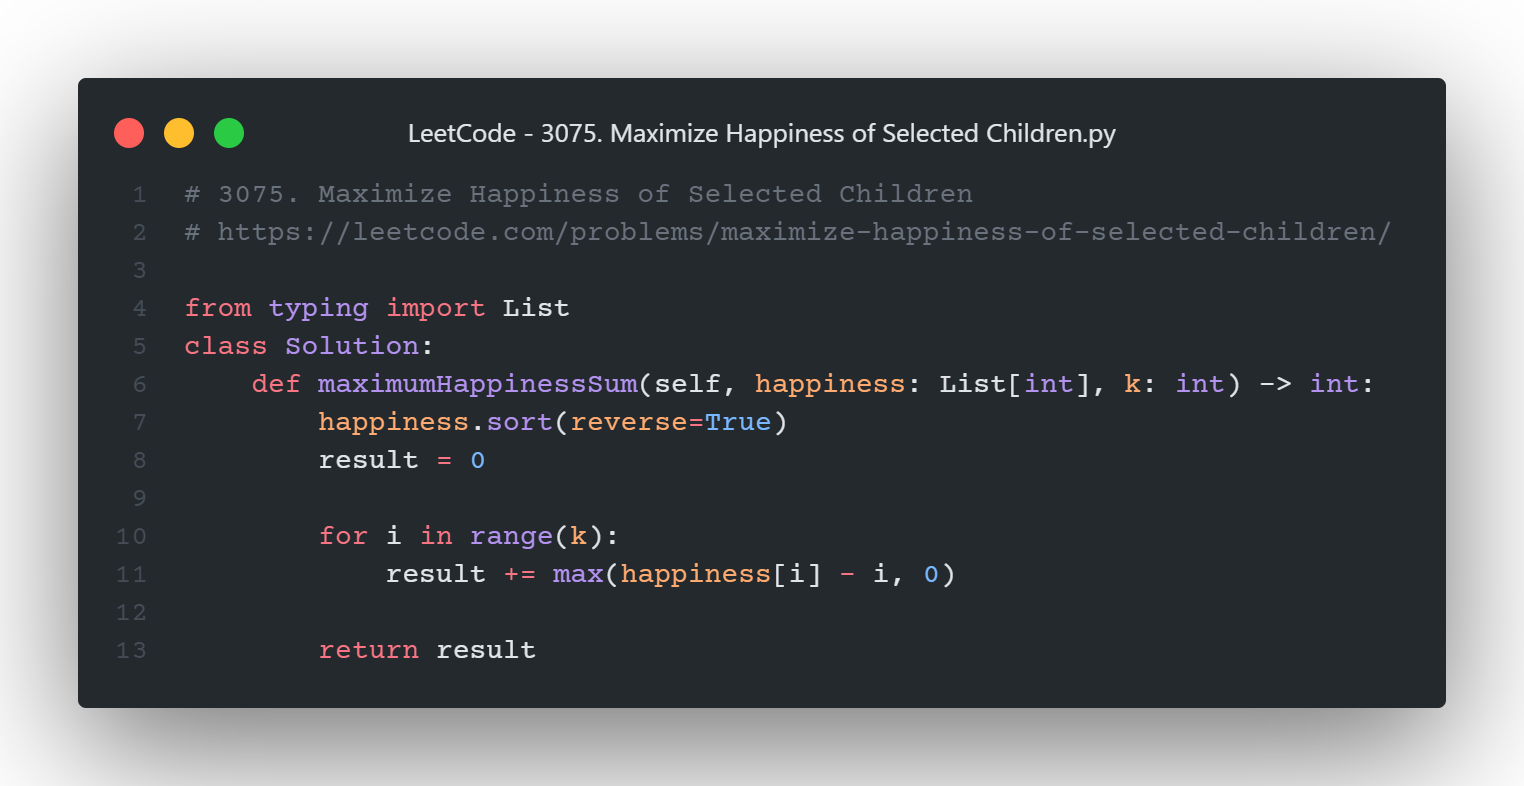 LeetCode - 3075. Maximize Happiness of Selected Children.py
1 # 3075. Maximize Happiness of Selected Children
2 # https://leetcode.com/problems/maximize-happiness-of-selected-children/
3
4 from typing import List
5 class Solution:
6     def maximumHappinessSum(self, happiness: List[int], k: int) -> int:
7         happiness.sort(reverse=True)
8         result = 0
9
10         for i in range(k):
11             result += max(happiness[i] - i, 0)
12
13         return result